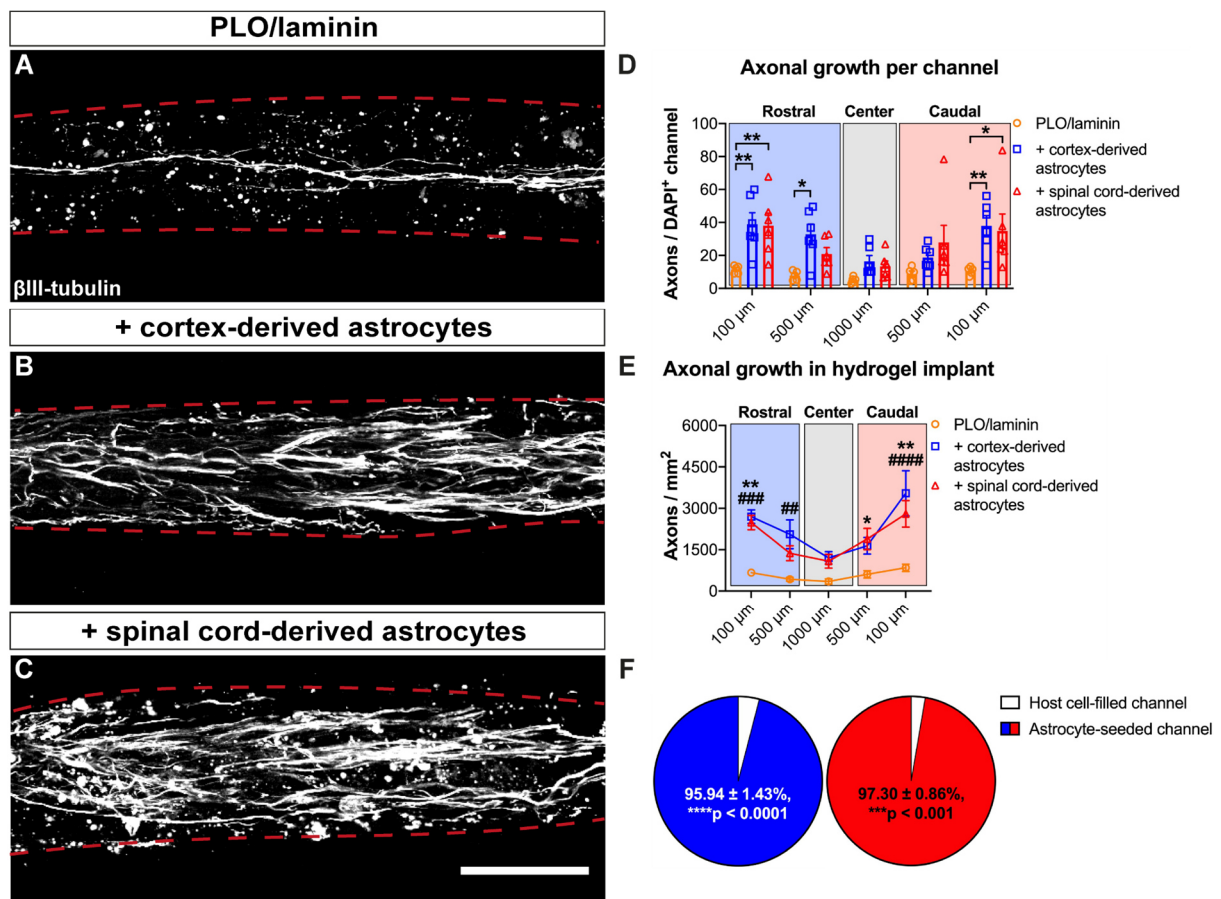 PLO/laminin
A
βIII-tubulin
+ cortex-derived astrocytes
B
+ spinal cord-derived astrocytes
C
D
Axonal growth per channel
Rostral
Center
Caudal
Axons / DAPI⁺ channel
100
80
60
40
20
0
**
**
*
*
**
100 μm
500 μm
1000 μm
500 μm
100 μm
PLO/laminin
+ cortex-derived
astrocytes
+ spinal cord-derived
astrocytes
E
Axonal growth in hydrogel implant
Rostral
Center
Caudal
Axons / mm²
6000
4500
3000
1500
0
**
###
##
*
**
####
100 μm
500 μm
1000 μm
500 μm
100 μm
PLO/laminin
+ cortex-derived
astrocytes
+ spinal cord-derived
astrocytes
F
95.94 ± 1.43%,
****p < 0.0001
97.30 ± 0.86%,
***p < 0.001
Host cell-filled channel
Astrocyte-seeded channel